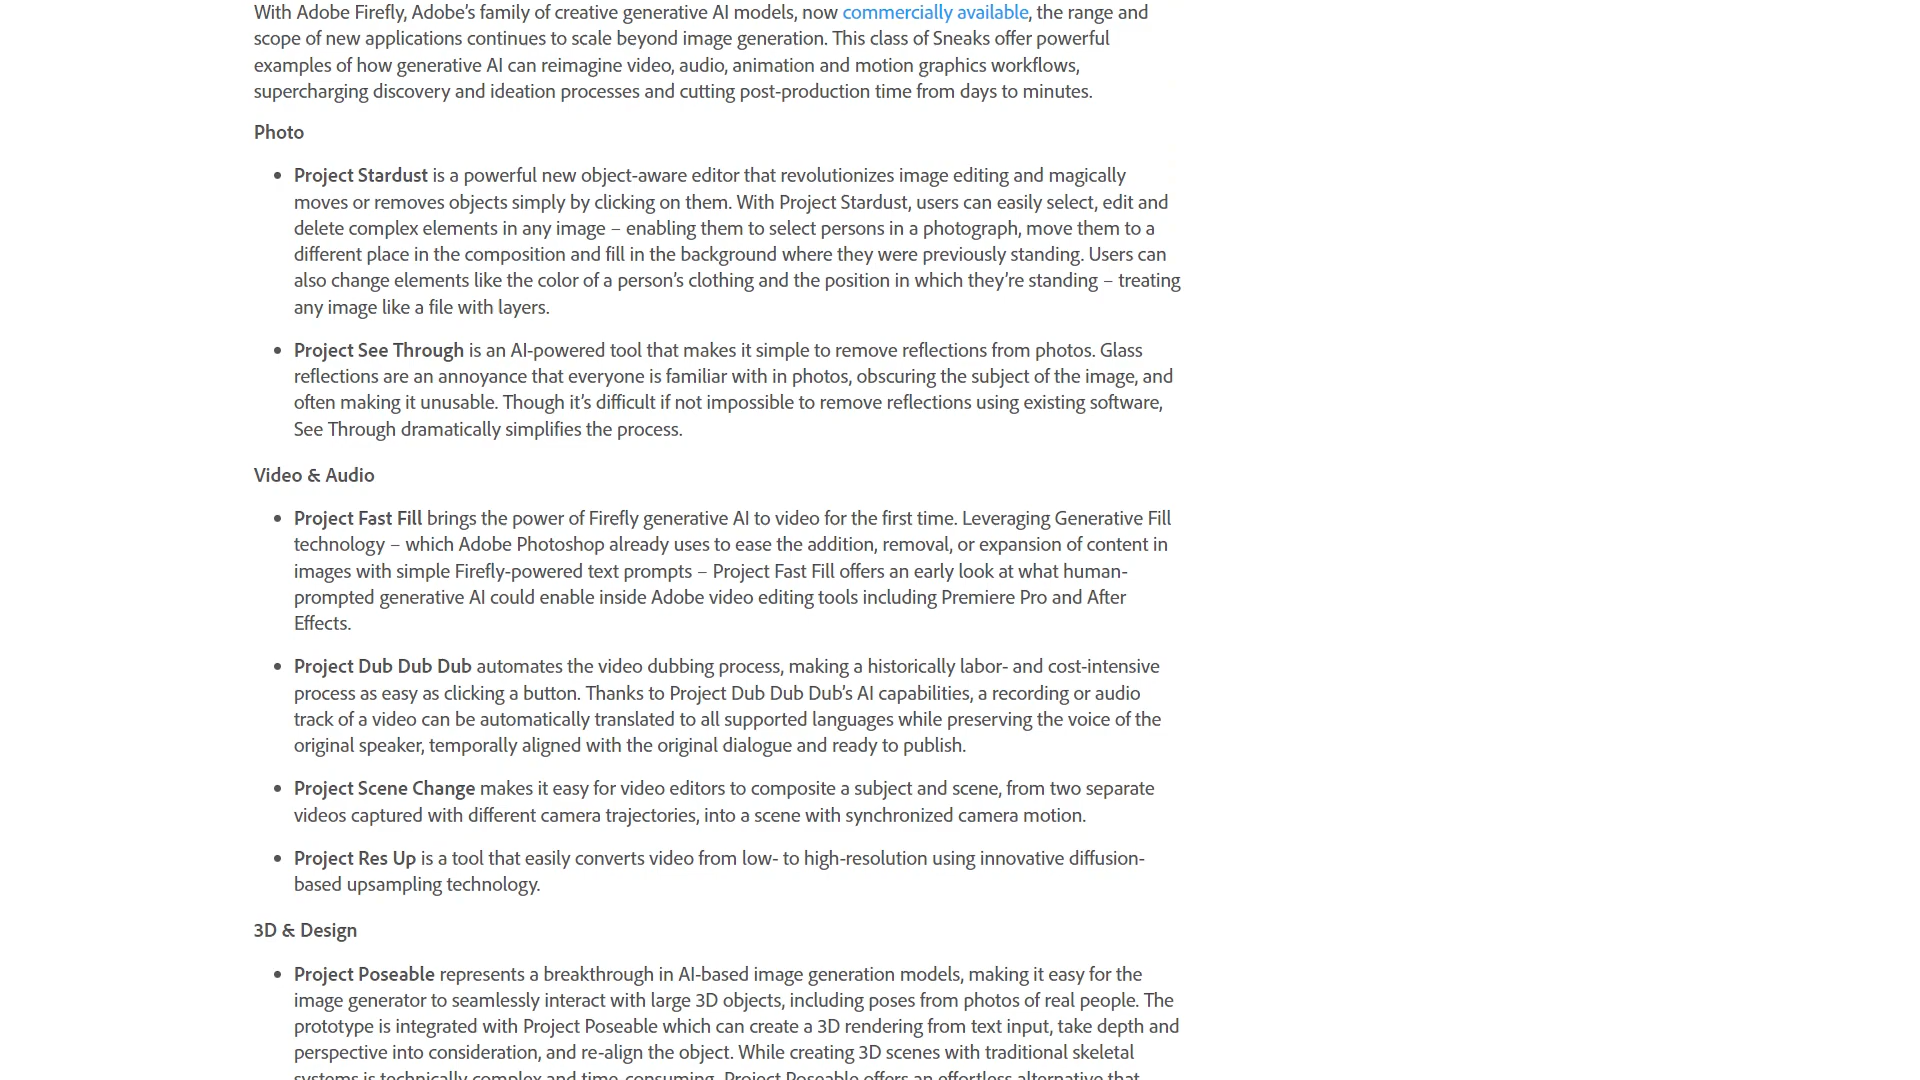 With Adobe Firefly, Adobe’s family of creative generative AI models, now commercially available, the range and
scope of new applications continues to scale beyond image generation. This class of Sneaks offer powerful
examples of how generative AI can reimagine video, audio, animation and motion graphics workflows,
supercharging discovery and ideation processes and cutting post-production time from days to minutes.
Photo
• Project Stardust is a powerful new object-aware editor that revolutionizes image editing and magically
moves or removes objects simply by clicking on them. With Project Stardust, users can easily select, edit and
delete complex elements in any image – enabling them to select persons in a photograph, move them to a
different place in the composition and fill in the background where they were previously standing. Users can
also change elements like the color of a person’s clothing and the position in which they’re standing – treating
any image like a file with layers.
• Project See Through is an AI-powered tool that makes it simple to remove reflections from photos. Glass
reflections are an annoyance that everyone is familiar with in photos, obscuring the subject of the image, and
often making it unusable. Though it’s difficult if not impossible to remove reflections using existing software,
See Through dramatically simplifies the process.
Video & Audio
• Project Fast Fill brings the power of Firefly generative AI to video for the first time. Leveraging Generative Fill
technology – which Adobe Photoshop already uses to ease the addition, removal, or expansion of content in
images with simple Firefly-powered text prompts – Project Fast Fill offers an early look at what human-
prompted generative AI could enable inside Adobe video editing tools including Premiere Pro and After
Effects.
• Project Dub Dub Dub automates the video dubbing process, making a historically labor- and cost-intensive
process as easy as clicking a button. Thanks to Project Dub Dub Dub’s AI capabilities, a recording or audio
track of a video can be automatically translated to all supported languages while preserving the voice of the
original speaker, temporally aligned with the original dialogue and ready to publish.
• Project Scene Change makes it easy for video editors to composite a subject and scene, from two separate
videos captured with different camera trajectories, into a scene with synchronized camera motion.
• Project Res Up is a tool that easily converts video from low- to high-resolution using innovative diffusion-
based upsampling technology.
3D & Design
• Project Poseable represents a breakthrough in AI-based image generation models, making it easy for the
image generator to seamlessly interact with large 3D objects, including poses from photos of real people. The
prototype is integrated with Project Poseable which can create a 3D rendering from text input, take depth and
perspective into consideration, and re-align the object. While creating 3D scenes with traditional skeletal
systems is technically complex and time-consuming, Project Poseable offers an effortless alternative that